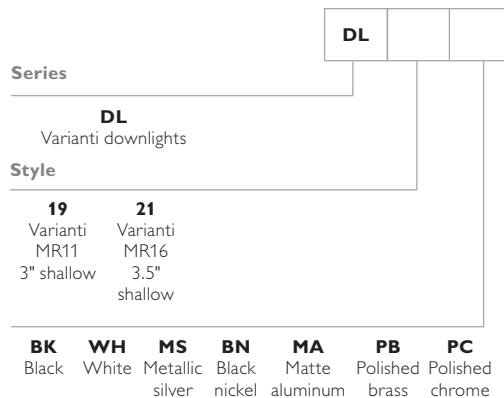 DL
Series
DL
Varianti downlights
Style
19 21
Varianti Varianti
MR11 MR16
3" shallow 3.5"
shallow
BK WH MS BN MA PB PC
Black White Metallic Black Matte Polished Polished
silver nickel aluminum brass chrome